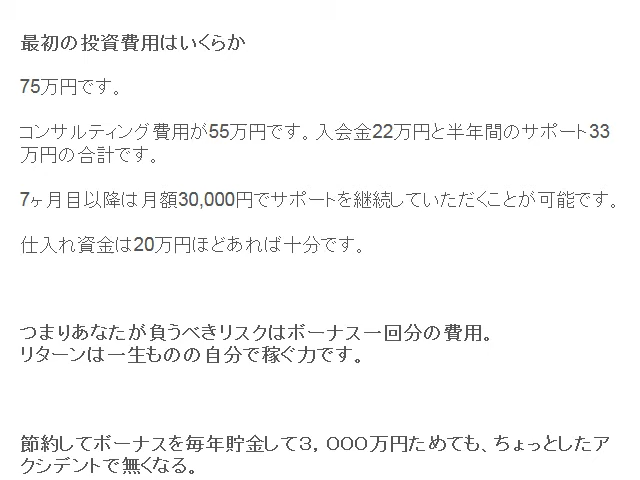 最初の投資費用はいくらか
75万円です。
コンサルティング費用が55万円です。入会金22万円と半年間のサポート33
万円の合計です。
7ヶ月目以降は月額30,000円でサポートを継続していただくことが可能です。
仕入れ資金は20万円ほどあれば十分です。
つまりあなたが負うべきリスクはボーナス一回分の費用。
リターンは一生ものの自分で稼ぐ力です。
節約してボーナスを毎年貯金して３，０００万円ためても、ちょっとしたア
クシデントで無くなる。